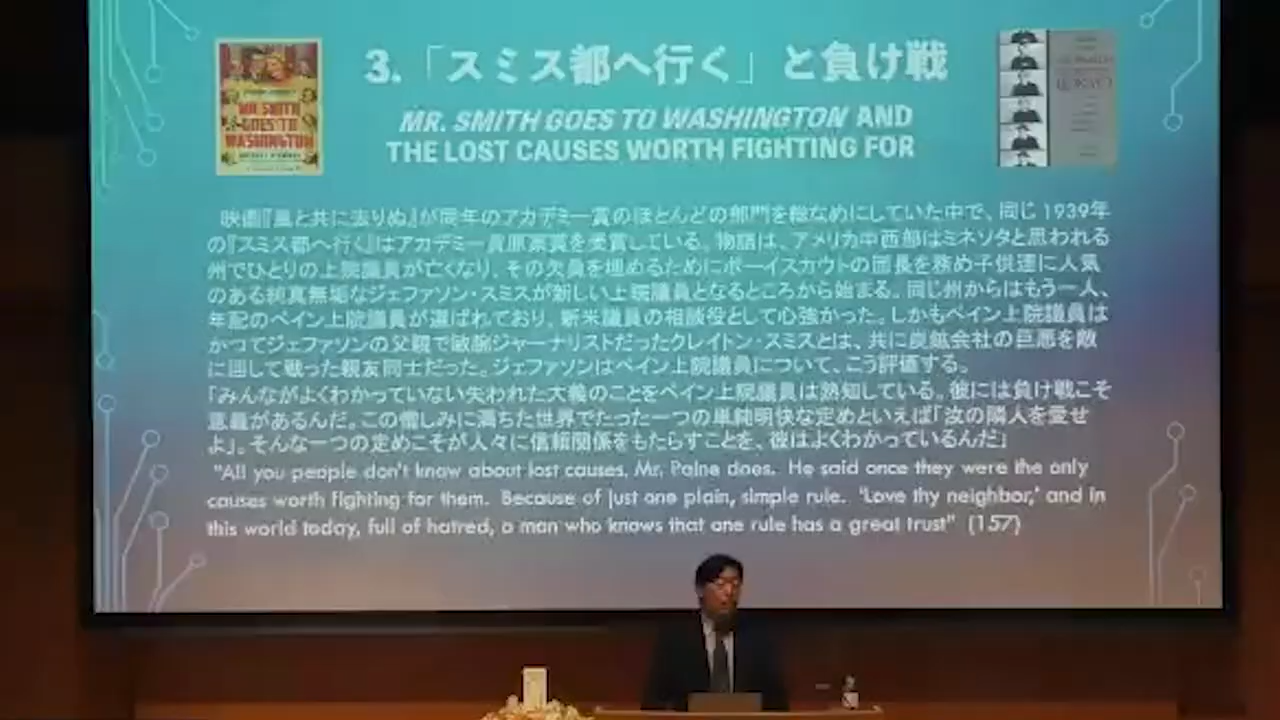 3.「スミス都へ行く」と負け戦
MR. SMITH GOES TO WASHINGTON AND
THE LOST CAUSES WORTH FIGHTING FOR
MR. SMITH
GOES TO
WASHINGTON
映画『風と共に去りぬ』が同年のアカデミー賞のほとんどの部門を総なめにしていた中で、同じ1939年
の『スミス都へ行く』はアカデミー賞原案賞を受賞している。物語は、アメリカ中西部はミネソタと思われる
州でひとりの上院議員が亡くなり、その欠員を埋めるためにボーイスカウトの団長を務め子供達に人気
のある純真無垢なジェファソン・スミスが新しい上院議員となるところから始まる。同じ州からはもう一人、
年配のペイン上院議員が選ばれており、新米議員の相談役として心強かった。しかもペイン上院議員は
かつてジェファソンの父親で敏腕ジャーナリストだったクレイトン・スミスとは、共に炭鉱会社の巨悪を敵
に回して戦った親友同士だった。ジェファソンはペイン上院議員について、こう評価する。
「みんながよくわかっていない失われた大義のことをペイン上院議員は熟知している。彼には負け戦こそ
意義があるんだ。この憎しみに満ちた世界でたった一つの単純明快な定めといえば「汝の隣人を愛せ
よ」。そんな一つの定めこそが人々に信頼関係をもたらすことを、彼はよくわかっているんだ」
"All you people don't know about lost causes. Mr. Paine does. He said once they were the only
causes worth fighting for them. Because of just one plain, simple rule. 'Love thy neighbor,' and in
this world today, full of hatred, a man who knows that one rule has a great trust" (157)